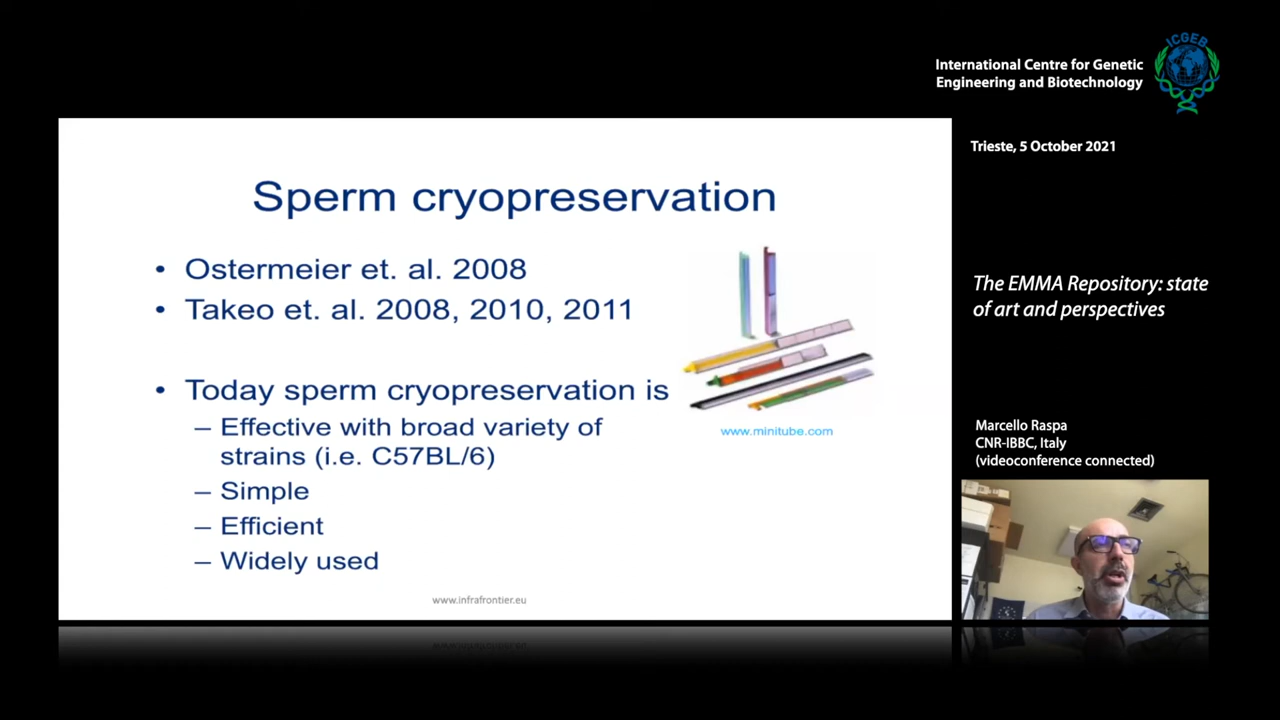 ICGEB
International Centre for Genetic
Engineering and Biotechnology
Trieste, 5 October 2021
Sperm cryopreservation
• Ostermeier et. al. 2008
• Takeo et. al. 2008, 2010, 2011
• Today sperm cryopreservation is
– Effective with broad variety of
strains (i.e. C57BL/6)
– Simple
– Efficient
– Widely used
www.minitube.com
www.infrafrontier.eu
The EMMA Repository: state
of art and perspectives
Marcello Raspa
CNR-IBBC, Italy
(videoconference connected)